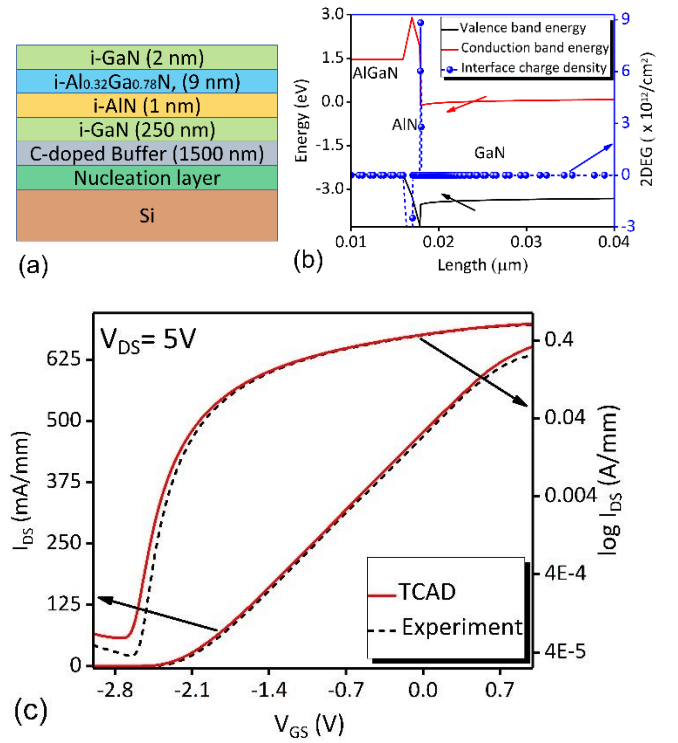 i-GaN (2 nm)
i-Al0.32Ga0.78N, (9 nm)
i-AlN (1 nm)
i-GaN (250 nm)
C-doped Buffer (1500 nm)
Nucleation layer
Si
(a)
Energy (eV)
3.0
1.5
0.0
-1.5
-3.0
Valence band energy
Conduction band energy
Interface charge density
AlGaN
AlN
GaN
9
6
3
0
-3
2DEG ( x 10¹²/cm²)
0.01 0.02 0.03 0.04
Length (μm)
(b)
V_DS= 5V
I_DS (mA/mm)
625
500
375
250
125
0
0.4
0.04
0.004
4E-4
4E-5
log I_DS (A/mm)
TCAD
Experiment
-2.8 -2.1 -1.4 -0.7 0.0 0.7
V_GS (V)
(c)